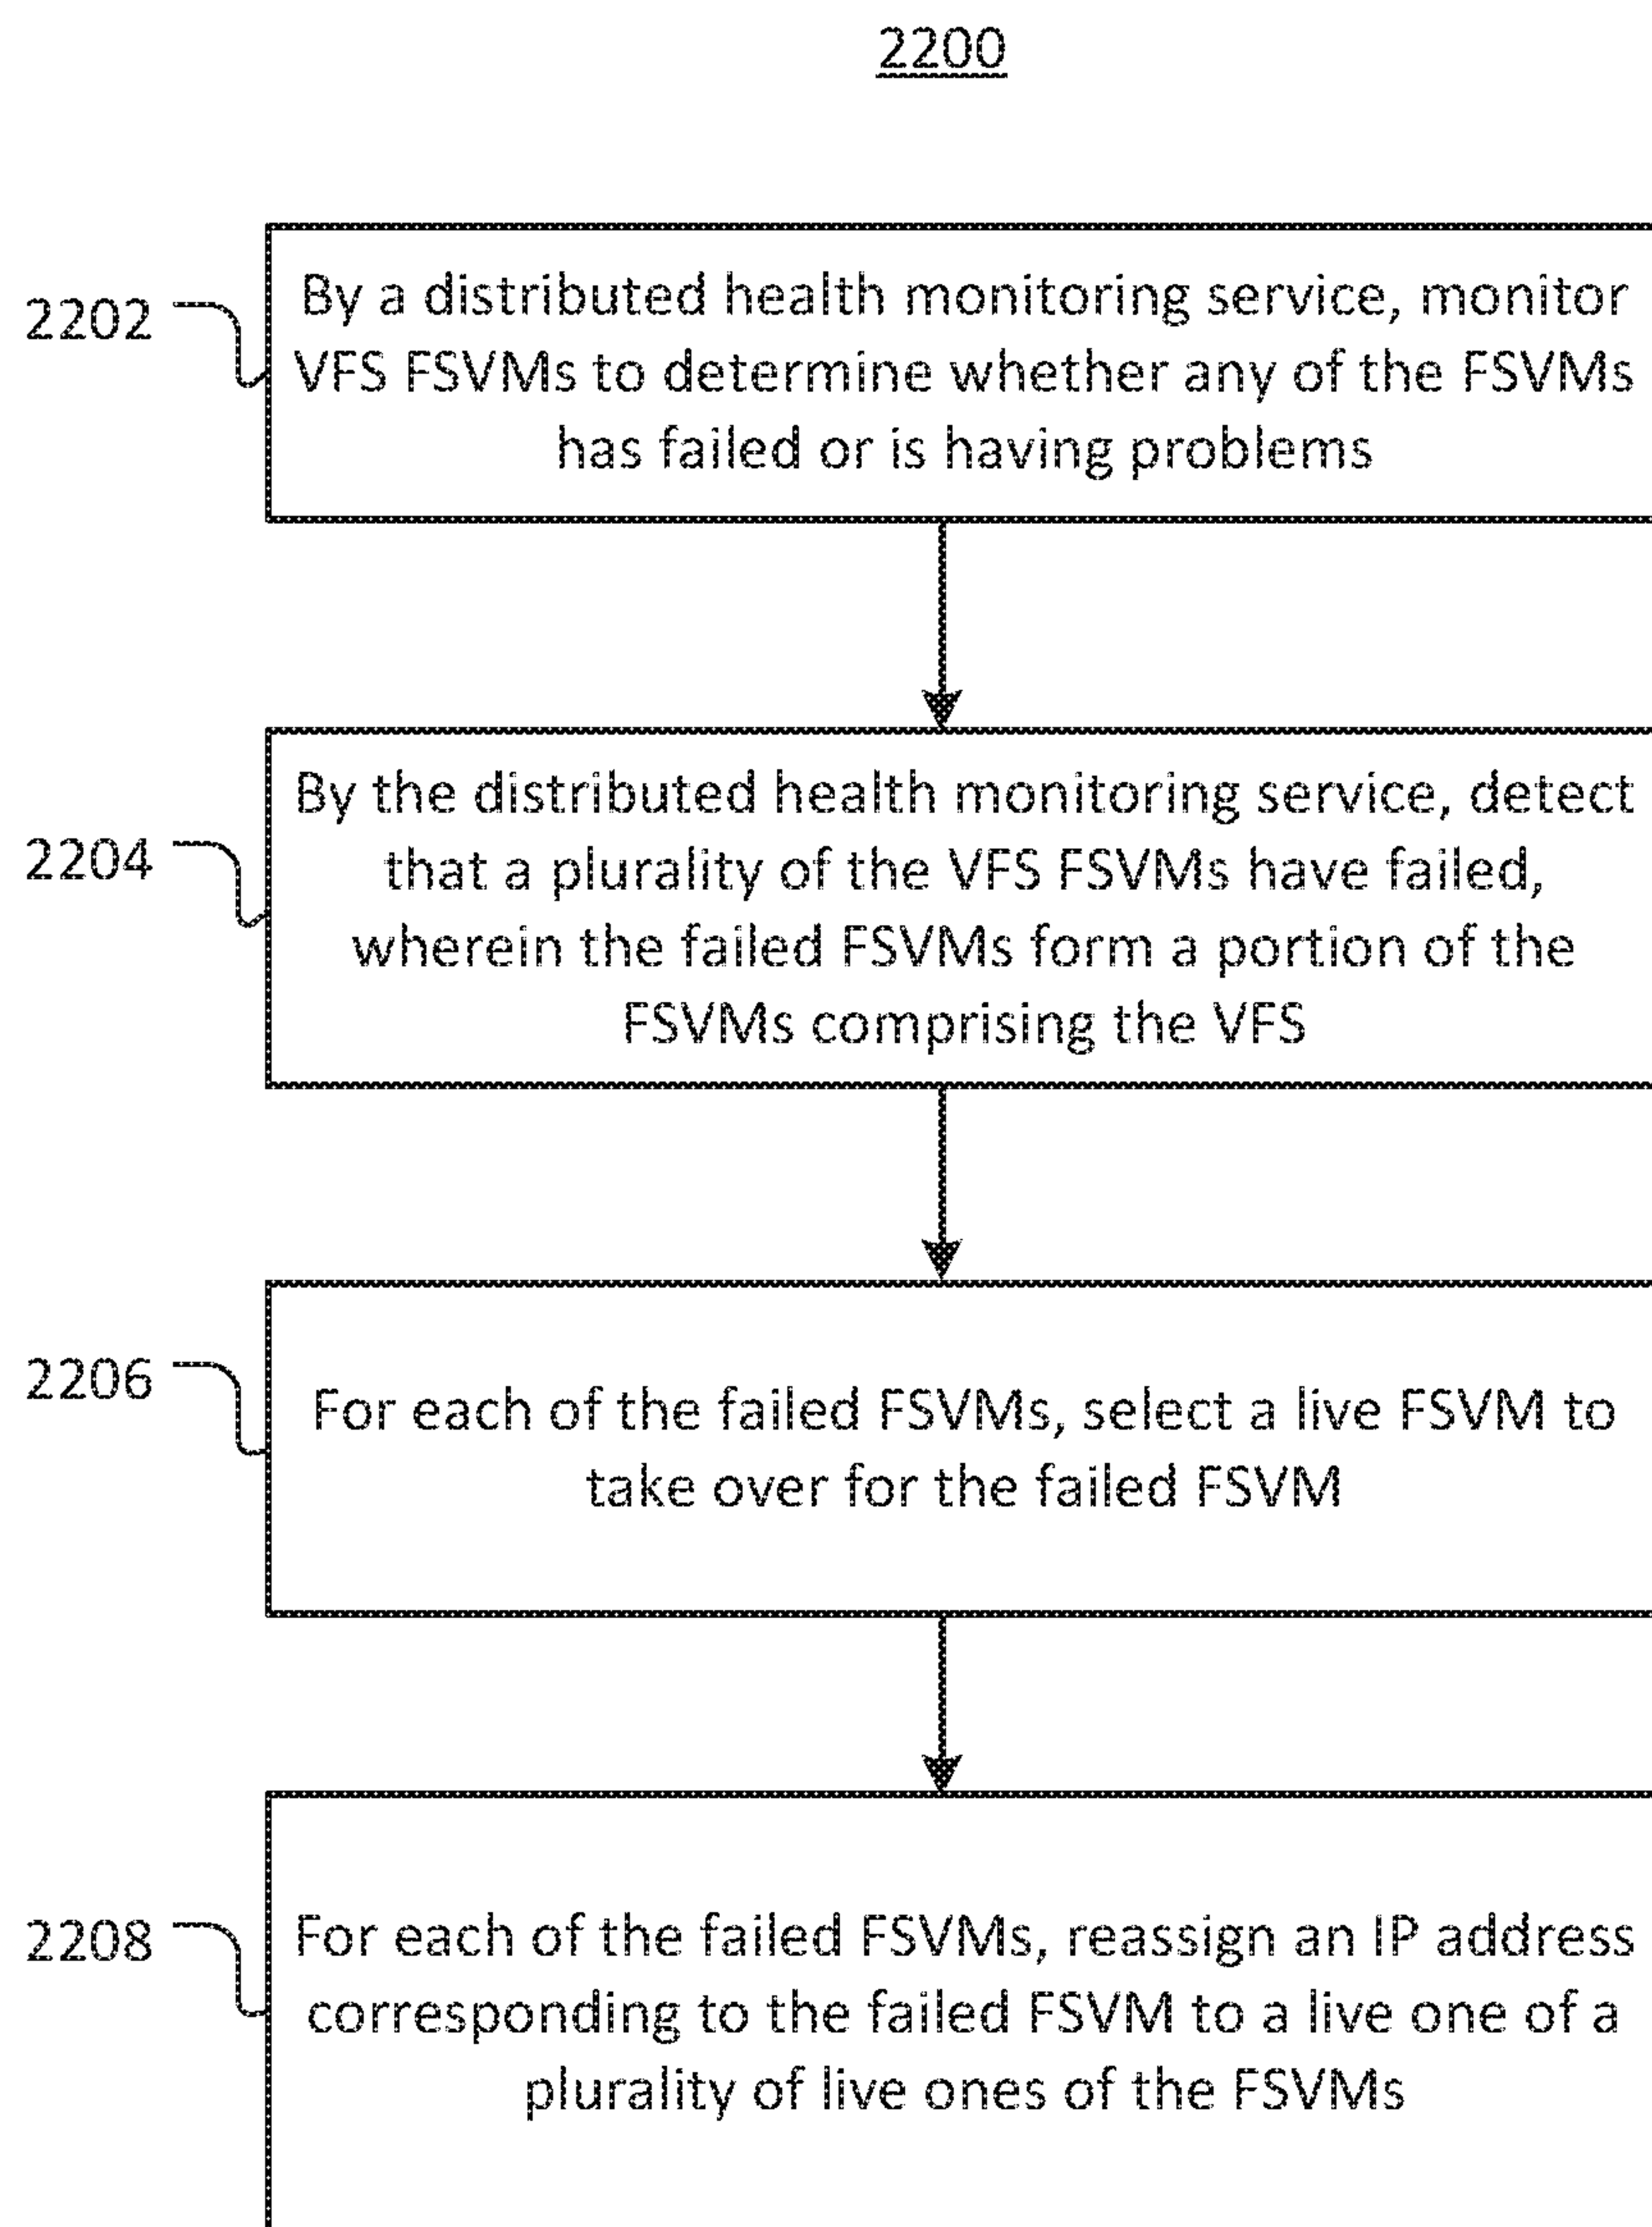 2200
2202
By a distributed health monitoring service, monitor
VFS FSVMs to determine whether any of the FSVMs
has failed or is having problems
2204
By the distributed health monitoring service, detect
that a plurality of the VFS FSVMs have failed,
wherein the failed FSVMs form a portion of the
FSVMs comprising the VFS
2206
For each of the failed FSVMs, select a live FSVM to
take over for the failed FSVM
2208
For each of the failed FSVMs, reassign an IP address
corresponding to the failed FSVM to a live one of a
plurality of live ones of the FSVMs